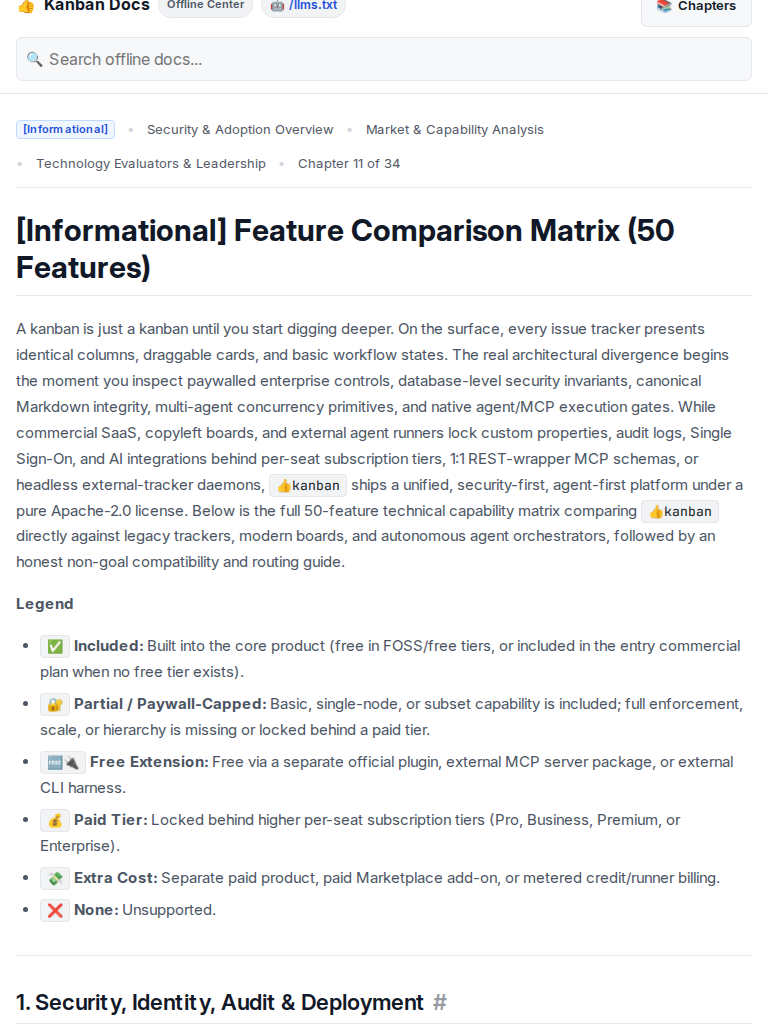 👍 Kanban Docs Offline Center 🤖 /llms.txt 📚 Chapters
🔍 Search offline docs...
[Informational] • Security & Adoption Overview • Market & Capability Analysis
• Technology Evaluators & Leadership • Chapter 11 of 34
[Informational] Feature Comparison Matrix (50
Features)
A kanban is just a kanban until you start digging deeper. On the surface, every issue tracker presents
identical columns, draggable cards, and basic workflow states. The real architectural divergence begins
the moment you inspect paywalled enterprise controls, database-level security invariants, canonical
Markdown integrity, multi-agent concurrency primitives, and native agent/MCP execution gates. While
commercial SaaS, copyleft boards, and external agent runners lock custom properties, audit logs, Single
Sign-On, and AI integrations behind per-seat subscription tiers, 1:1 REST-wrapper MCP schemas, or
headless external-tracker daemons, 👍kanban ships a unified, security-first, agent-first platform under a
pure Apache-2.0 license. Below is the full 50-feature technical capability matrix comparing 👍kanban
directly against legacy trackers, modern boards, and autonomous agent orchestrators, followed by an
honest non-goal compatibility and routing guide.
Legend
• ✅ Included: Built into the core product (free in FOSS/free tiers, or included in the entry commercial
plan when no free tier exists).
• 🔐 Partial / Paywall-Capped: Basic, single-node, or subset capability is included; full enforcement,
scale, or hierarchy is missing or locked behind a paid tier.
• 🆓🔌 Free Extension: Free via a separate official plugin, external MCP server package, or external
CLI harness.
• 💰 Paid Tier: Locked behind higher per-seat subscription tiers (Pro, Business, Premium, or
Enterprise).
• 💸 Extra Cost: Separate paid product, paid Marketplace add-on, or metered credit/runner billing.
• ❌ None: Unsupported.
1. Security, Identity, Audit & Deployment #